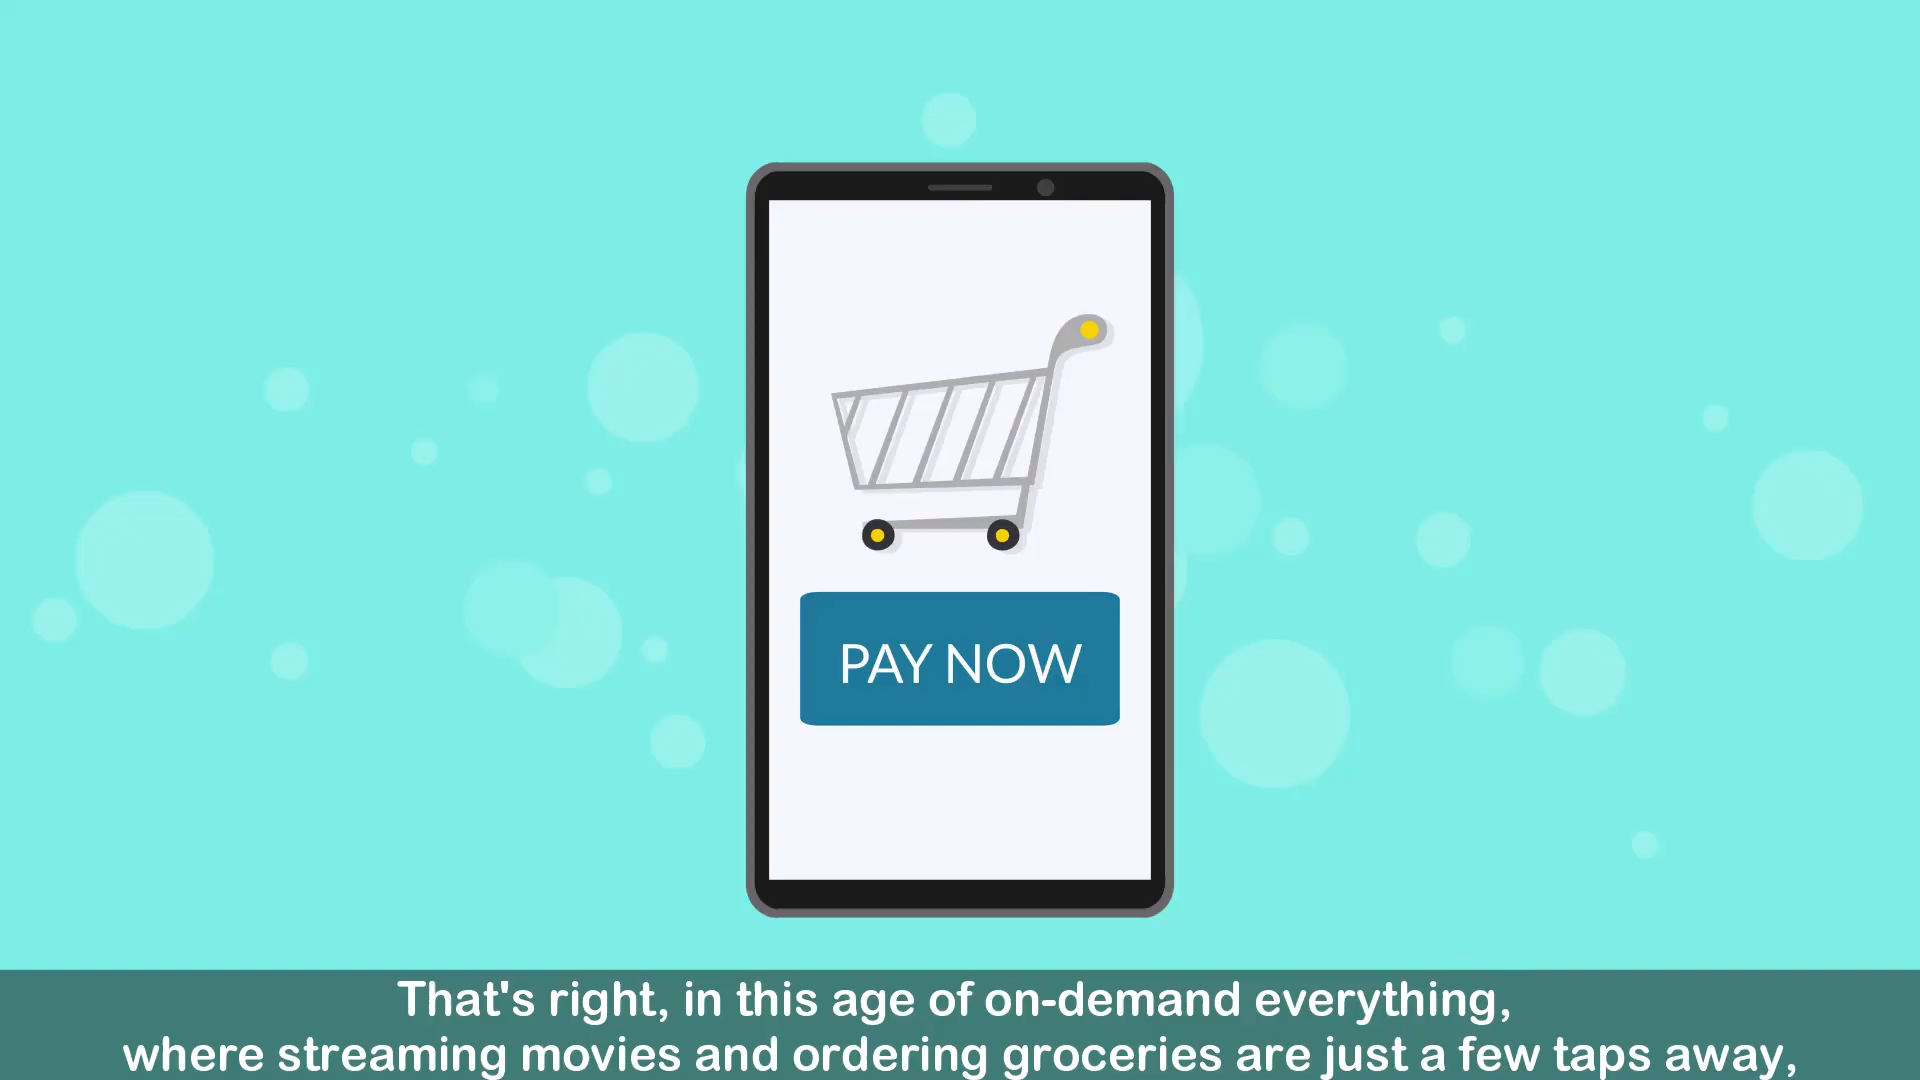 PAY NOW
That's right, in this age of on-demand everything,
where streaming movies and ordering groceries are just a few taps away,